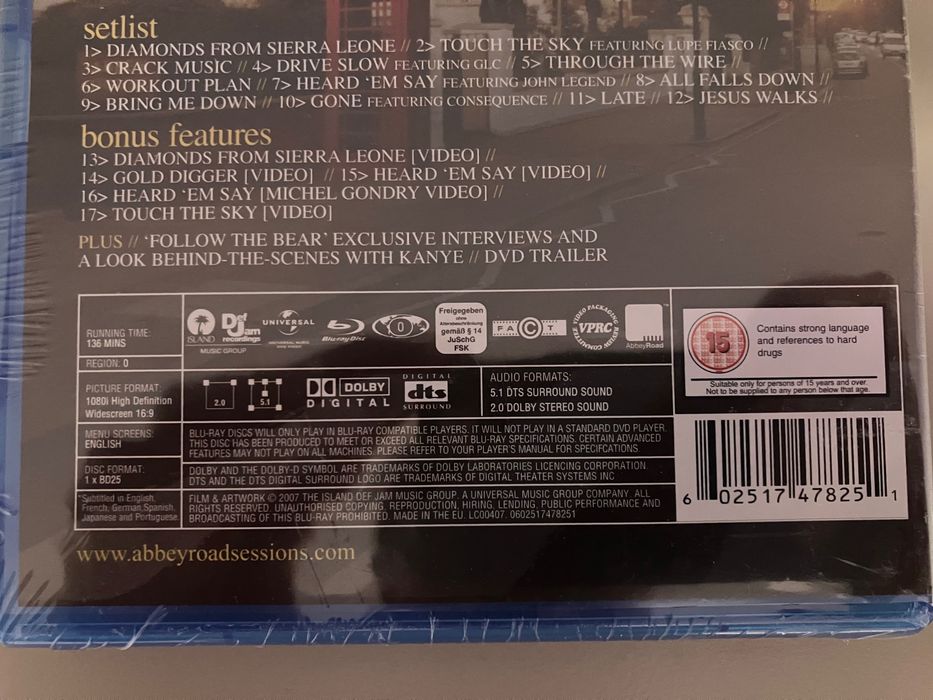 setlist
1> DIAMONDS FROM SIERRA LEONE // 2> TOUCH THE SKY FEATURING LUPE FIASCO //
3> CRACK MUSIC // 4> DRIVE SLOW FEATURING GLC // 5> THROUGH THE WIRE //
6> WORKOUT PLAN // 7> HEARD ‘EM SAY FEATURING JOHN LEGEND // 8> ALL FALLS DOWN //
9> BRING ME DOWN // 10> GONE FEATURING CONSEQUENCE // 11> LATE // 12> JESUS WALKS //
bonus features
13> DIAMONDS FROM SIERRA LEONE [VIDEO] //
14> GOLD DIGGER [VIDEO] // 15> HEARD ‘EM SAY [VIDEO] //
16> HEARD ‘EM SAY [MICHEL GONDRY VIDEO] //
17> TOUCH THE SKY [VIDEO]
PLUS // ‘FOLLOW THE BEAR’ EXCLUSIVE INTERVIEWS AND
A LOOK BEHIND-THE-SCENES WITH KANYE // DVD TRAILER
RUNNING TIME:
136 MINS
REGION: 0
PICTURE FORMAT:
1080i High Definition
Widescreen 16:9
MENU SCREENS:
ENGLISH
DISC FORMAT:
1 x BD25
*Subtitled in English,
French, German, Spanish,
Japanese and Portuguese
ISLAND
Def Jam
recordings
MUSIC GROUP
UNIVERSAL
Blu-ray Disc
0
Freigegeben
ohne
Altersbeschränkung
gemäß § 14
JuSchG
FSK
FACT
VIDEO PACKAGING REVIEW COMMITTEE
VPRC
AbbeyRoad
2.0
5.1
DOLBY
DIGITAL
DIGITAL
dts
SURROUND
AUDIO FORMATS:
5.1 DTS SURROUND SOUND
2.0 DOLBY STEREO SOUND
BLU-RAY DISCS WILL ONLY PLAY IN BLU-RAY COMPATIBLE PLAYERS. IT WILL NOT PLAY IN A STANDARD DVD PLAYER.
THIS DISC HAS BEEN PRODUCED TO MEET OR EXCEED ALL RELEVANT BLU-RAY SPECIFICATIONS. CERTAIN ADVANCED
FEATURES MAY NOT PLAY ON ALL MACHINES. PLEASE REFER TO YOUR PLAYER'S MANUAL FOR SPECIFICATIONS.
DOLBY AND THE DOLBY-D SYMBOL ARE TRADEMARKS OF DOLBY LABORATORIES LICENCING CORPORATION.
DTS AND THE DTS DIGITAL SURROUND LOGO ARE TRADEMARKS OF DIGITAL THEATER SYSTEMS INC
FILM & ARTWORK © 2007 THE ISLAND DEF JAM MUSIC GROUP. A UNIVERSAL MUSIC GROUP COMPANY. ALL
RIGHTS RESERVED. UNAUTHORISED COPYING, REPRODUCTION, HIRING, LENDING, PUBLIC PERFORMANCE AND
BROADCASTING OF THIS BLU-RAY PROHIBITED. MADE IN THE EU. LC00407. 0602517478251
15
Contains strong language
and references to hard
drugs
Suitable only for persons of 15 years and over.
Not to be supplied to any person below that age.
6 02517 47825 1
www.abbeyroadsessions.com